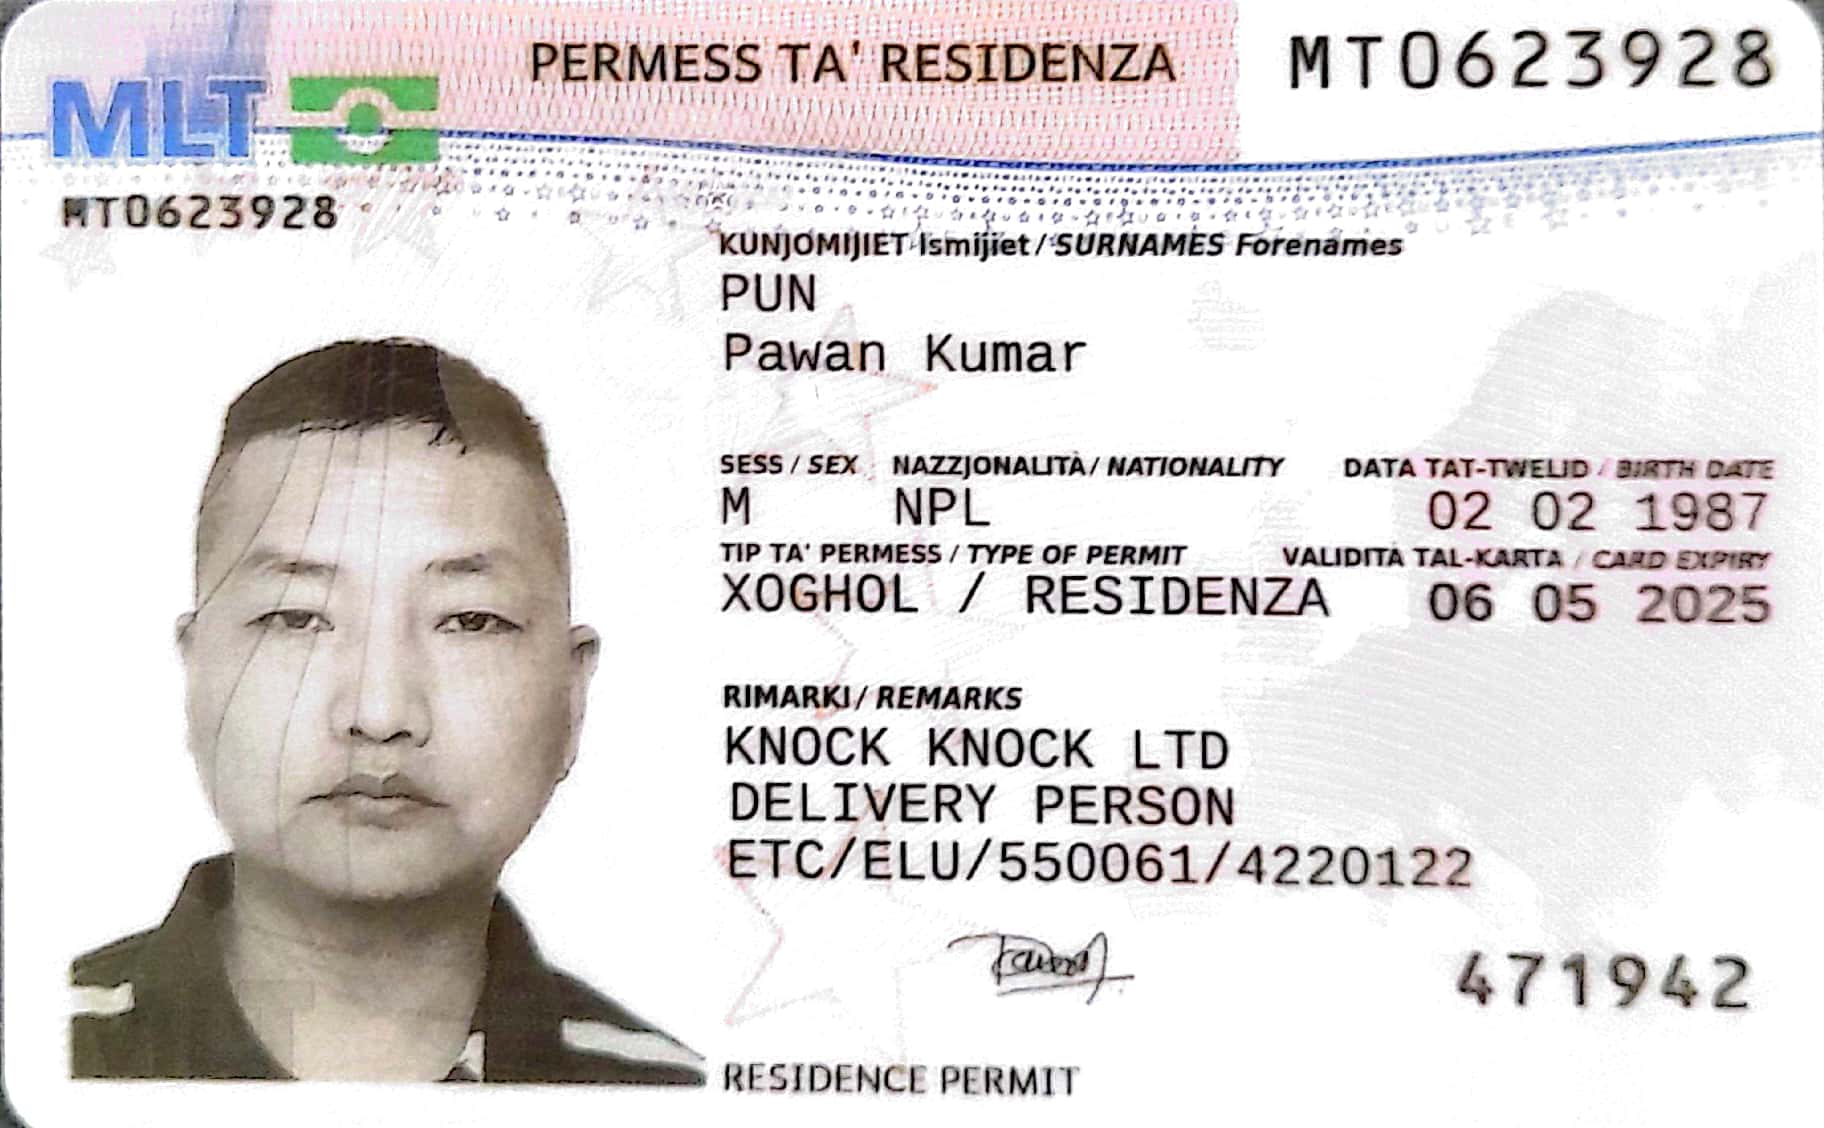 PERMESS TA' RESIDENZA
MT0623928
MLT
MT0623928
KUNJOMIJIET Ismijiet / SURNAMES Forenames
PUN
Pawan Kumar
SESS / SEX NAZZJONALITÀ / NATIONALITY DATA TAT-TWELID / BIRTH DATE
M NPL 02 02 1987
TIP TA' PERMESS / TYPE OF PERMIT VALIDITÀ TAL-KARTA / CARD EXPIRY
XOGHOL / RESIDENZA 06 05 2025
RIMARKI / REMARKS
KNOCK KNOCK LTD
DELIVERY PERSON
ETC/ELU/550061/4220122
471942
RESIDENCE PERMIT